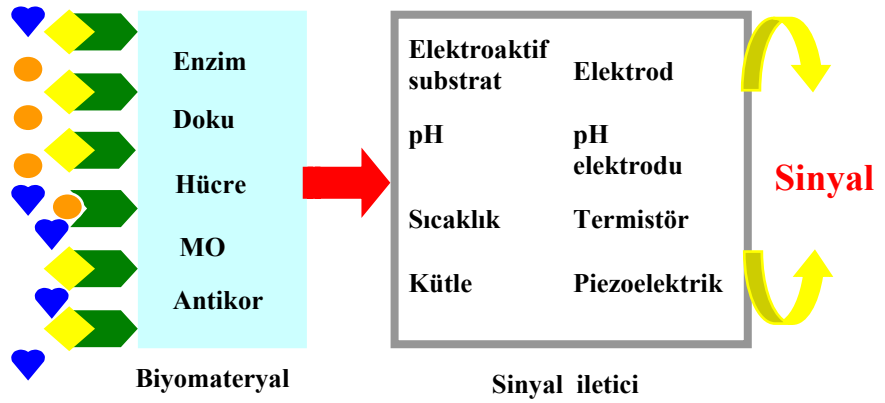 Enzim
Doku
Hücre
MO
Antikor
Biyomateryal
Elektroaktif
substrat
Elektrod
pH
pH
elektrodu
Sıcaklık
Termistör
Kütle
Piezoelektrik
Sinyal iletici
Sinyal